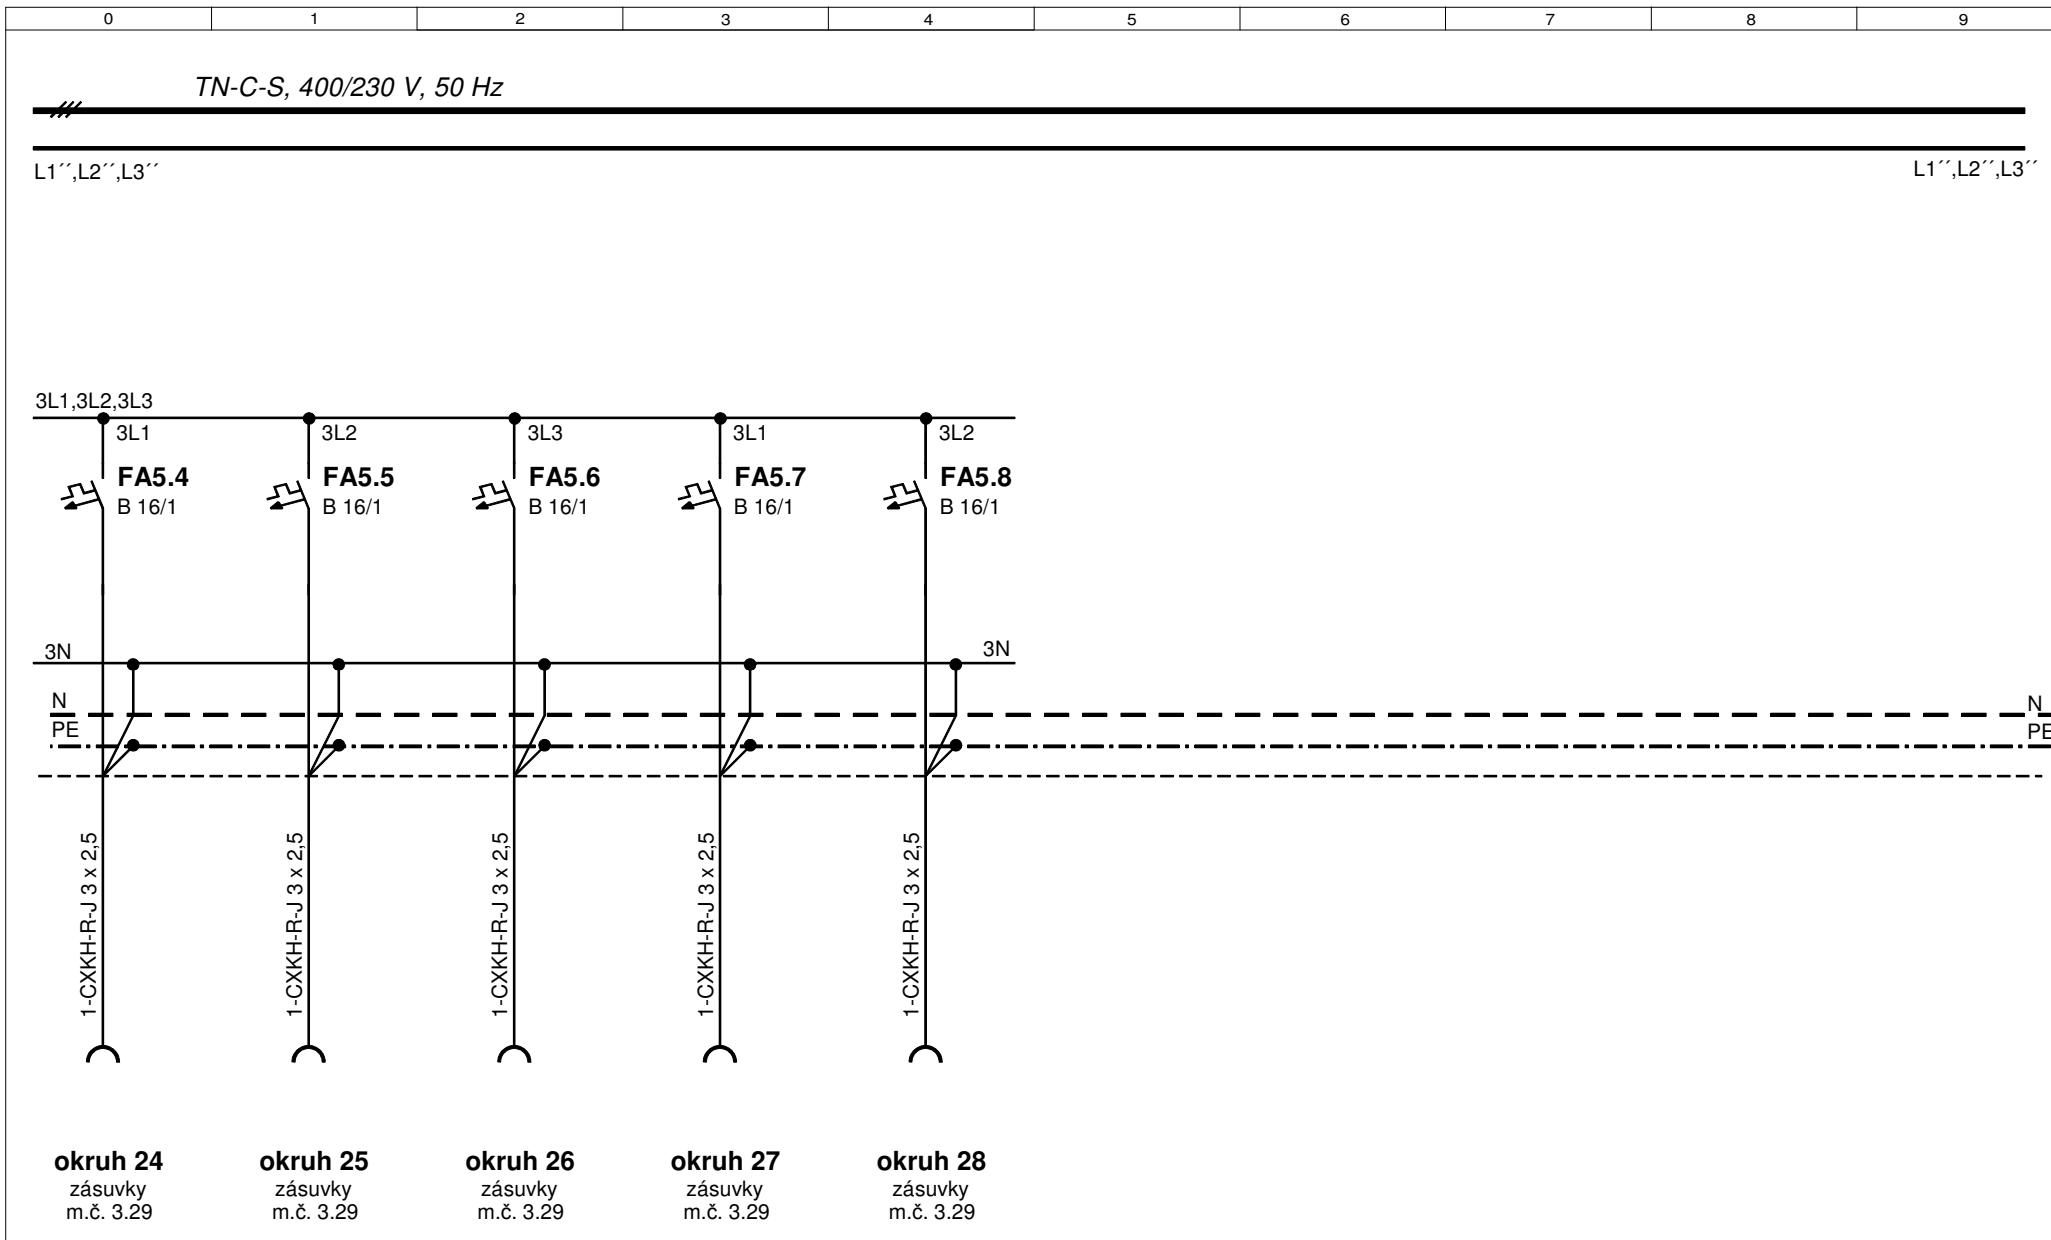 0 1 2 3 4 5 6 7 8 9
TN-C-S, 400/230 V, 50 Hz
L1´´,L2´´,L3´´ L1´´,L2´´,L3´´
3L1,3L2,3L3
3L1 3L2 3L3 3L1 3L2
FA5.4 FA5.5 FA5.6 FA5.7 FA5.8
B 16/1 B 16/1 B 16/1 B 16/1 B 16/1
3N 3N
N N
PE PE
1-CXKH-R-J 3 x 2,5
1-CXKH-R-J 3 x 2,5
1-CXKH-R-J 3 x 2,5
1-CXKH-R-J 3 x 2,5
1-CXKH-R-J 3 x 2,5
okruh 24 okruh 25 okruh 26 okruh 27 okruh 28
zásuvky zásuvky zásuvky zásuvky zásuvky
m.č. 3.29 m.č. 3.29 m.č. 3.29 m.č. 3.29 m.č. 3.29